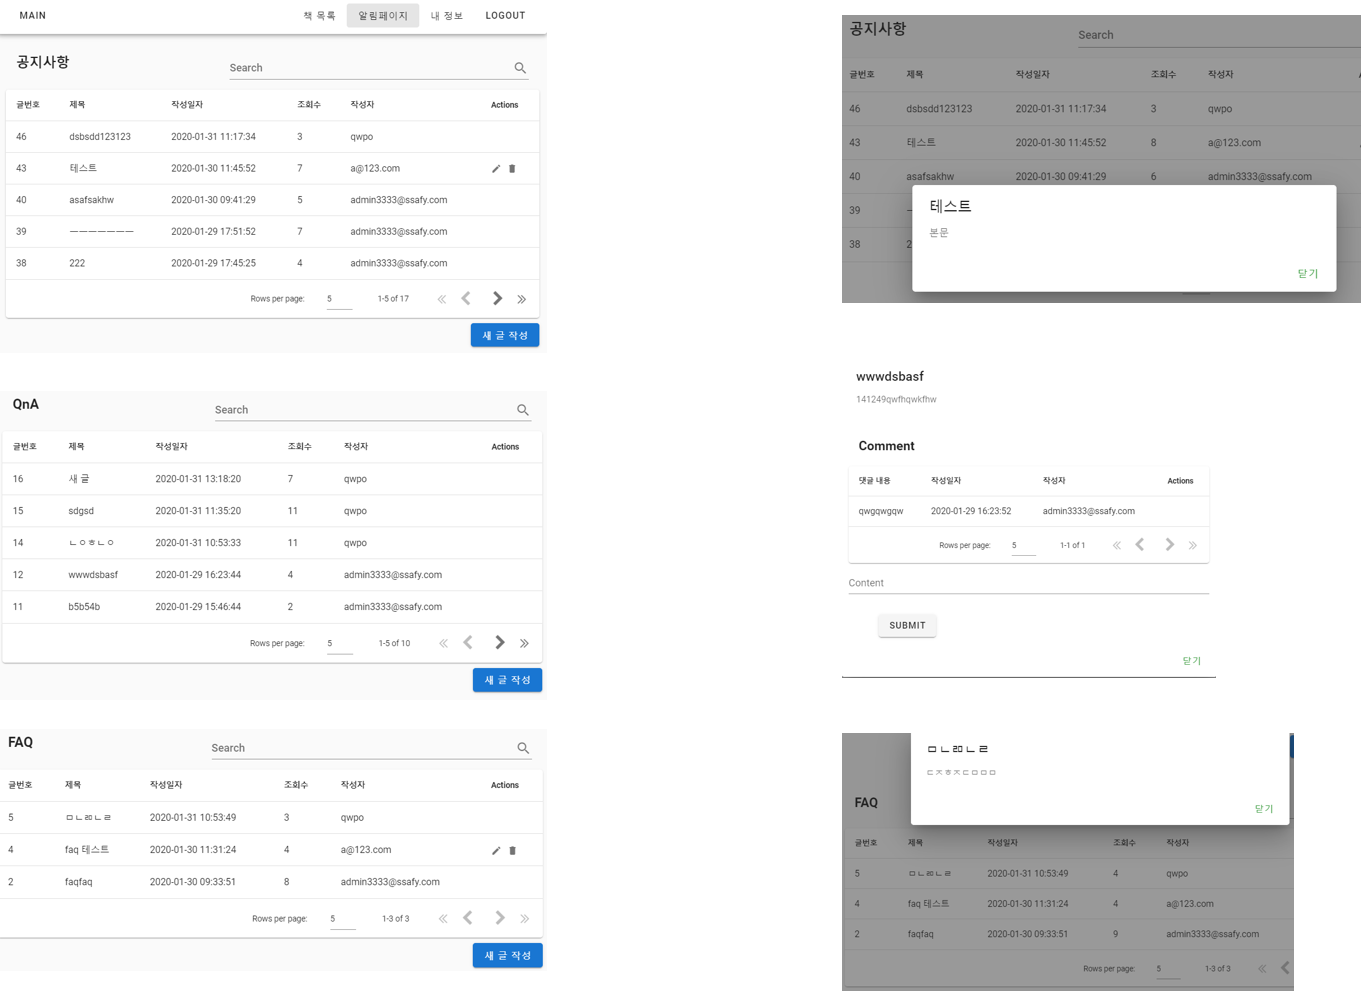 MAIN 책 목록 알림페이지 내 정보 LOGOUT
공지사항
Search
글번호 제목 작성일자 조회수 작성자 Actions
46 dsbsdd123123 2020-01-31 11:17:34 3 qwpo
43 테스트 2020-01-30 11:45:52 7 a@123.com
40 asafsakhw 2020-01-30 09:41:29 5 admin3333@ssafy.com
39 ㅡㅡㅡㅡㅡㅡㅡ 2020-01-29 17:51:52 7 admin3333@ssafy.com
38 222 2020-01-29 17:45:25 4 admin3333@ssafy.com
Rows per page: 5 1-5 of 17
새 글 작성
공지사항
Search
글번호 제목 작성일자 조회수 작성자
46 dsbsdd123123 2020-01-31 11:17:34 3 qwpo
43 테스트 2020-01-30 11:45:52 8 a@123.com
40 asafsakhw 2020-01-30 09:41:29 6 admin3333@ssafy.com
39
38 2
테스트
본문
닫기
QnA
Search
글번호 제목 작성일자 조회수 작성자 Actions
16 새 글 2020-01-31 13:18:20 7 qwpo
15 sdgsd 2020-01-31 11:35:20 11 qwpo
14 ㄴㅇㅎㄴㅇ 2020-01-31 10:53:33 11 qwpo
12 wwwdsbasf 2020-01-29 16:23:44 4 admin3333@ssafy.com
11 b5b54b 2020-01-29 15:46:44 2 admin3333@ssafy.com
Rows per page: 5 1-5 of 10
새 글 작성
wwwdsbasf
141249qwfhqwkfhw
Comment
댓글 내용 작성일자 작성자 Actions
qwgqwgqw 2020-01-29 16:23:52 admin3333@ssafy.com
Rows per page: 5 1-1 of 1
Content
SUBMIT
닫기
FAQ
Search
글번호 제목 작성일자 조회수 작성자 Actions
5 ㅁㄴㄻㄴㄹ 2020-01-31 10:53:49 3 qwpo
4 faq 테스트 2020-01-30 11:31:24 4 a@123.com
2 faqfaq 2020-01-30 09:33:51 8 admin3333@ssafy.com
Rows per page: 5 1-3 of 3
새 글 작성
ㅁㄴㄻㄴㄹ
ㄷㅈㅎㅈㄷㅁㅁㅁ
닫기
FAQ
글번호 제목 작성일자 조회수 작성자
5 ㅁㄴㄻㄴㄹ 2020-01-31 10:53:49 4 qwpo
4 faq 테스트 2020-01-30 11:31:24 4 a@123.com
2 faqfaq 2020-01-30 09:33:51 9 admin3333@ssafy.com
Rows per page: 5 1-3 of 3